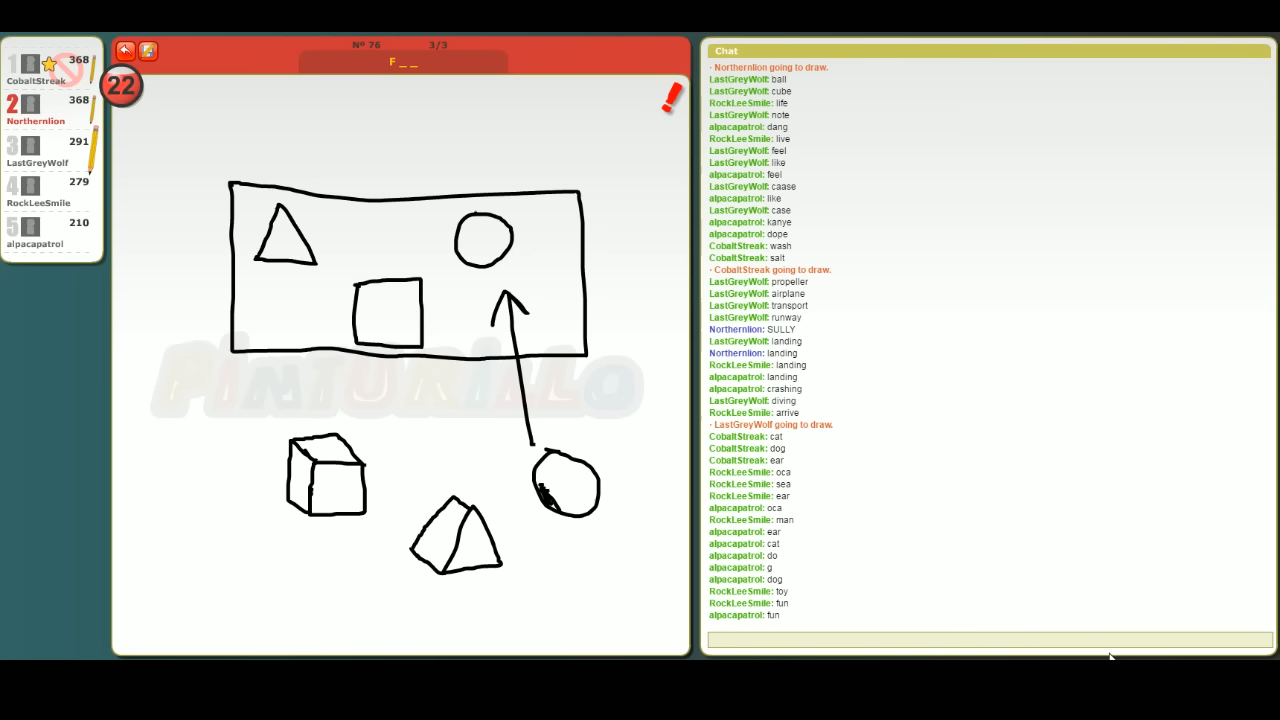 1 368
CobaltStreak
2 368
Northernlion
3 291
LastGreyWolf
4 279
RockLeeSmile
5 210
alpacapatrol
22
Nº 76 3/3
F _ _
PINTURILLO
Chat
· Northernlion going to draw.
LastGreyWolf: ball
LastGreyWolf: cube
RockLeeSmile: life
LastGreyWolf: note
alpacapatrol: dang
RockLeeSmile: live
LastGreyWolf: feel
LastGreyWolf: like
alpacapatrol: feel
LastGreyWolf: caase
alpacapatrol: like
LastGreyWolf: case
alpacapatrol: kanye
alpacapatrol: dope
CobaltStreak: wash
CobaltStreak: salt
· CobaltStreak going to draw.
LastGreyWolf: propeller
LastGreyWolf: airplane
LastGreyWolf: transport
LastGreyWolf: runway
Northernlion: SULLY
LastGreyWolf: landing
Northernlion: landing
RockLeeSmile: landing
alpacapatrol: landing
alpacapatrol: crashing
LastGreyWolf: diving
RockLeeSmile: arrive
· LastGreyWolf going to draw.
CobaltStreak: cat
CobaltStreak: dog
CobaltStreak: ear
RockLeeSmile: oca
RockLeeSmile: sea
RockLeeSmile: ear
alpacapatrol: oca
RockLeeSmile: man
alpacapatrol: ear
alpacapatrol: cat
alpacapatrol: do
alpacapatrol: g
alpacapatrol: dog
RockLeeSmile: toy
RockLeeSmile: fun
alpacapatrol: fun